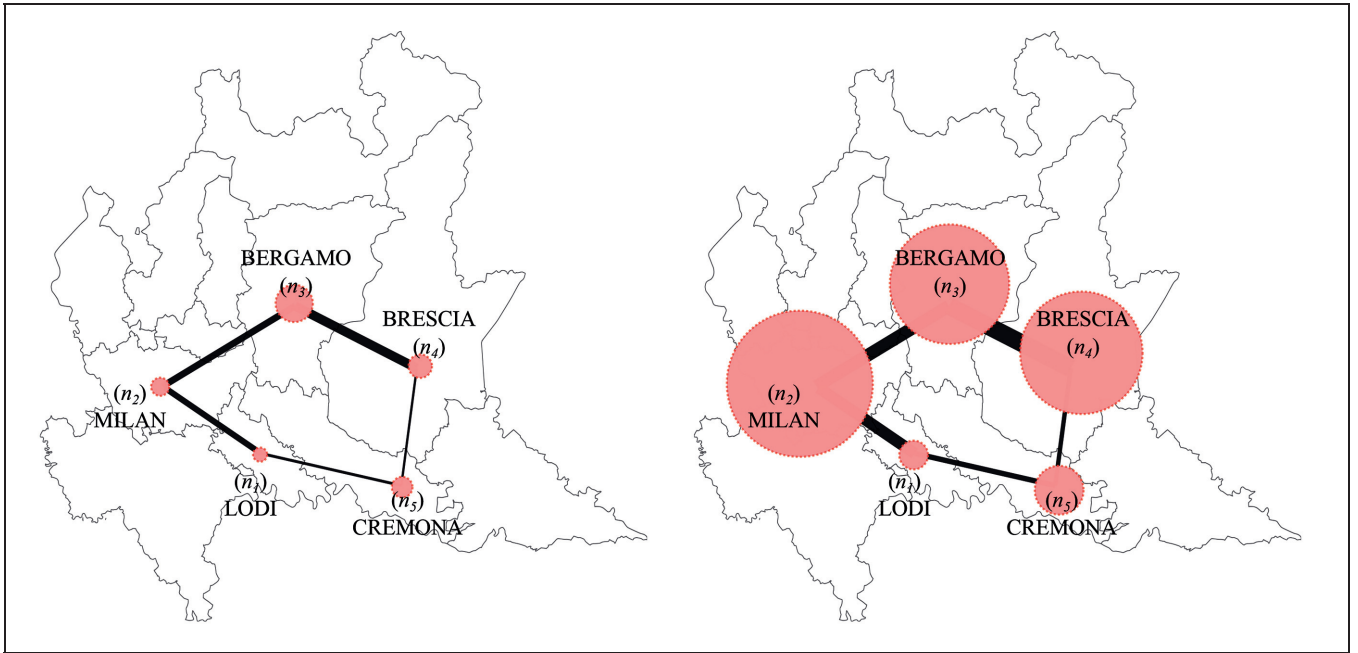 BERGAMO
(n3)
BRESCIA
(n4)
(n2)
MILAN
(n1)
LODI
(n5)
CREMONA
BERGAMO
(n3)
BRESCIA
(n4)
(n2)
MILAN
(n1)
LODI
(n5)
CREMONA